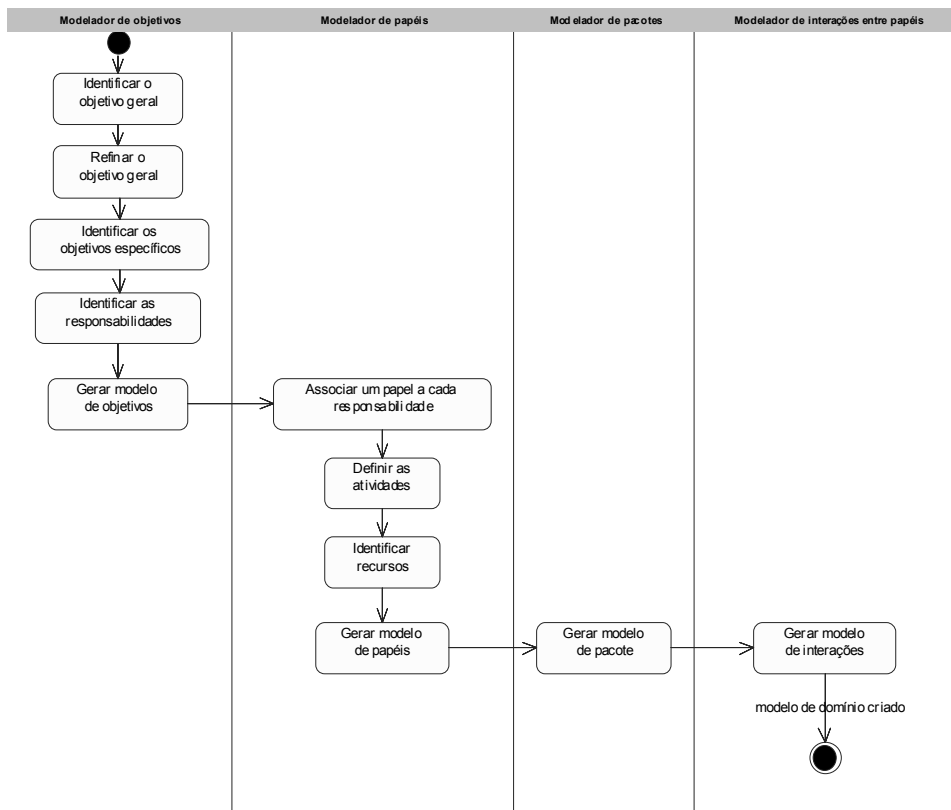 Modelador de objetivos
Modelador de papéis
Modelador de pacotes
Modelador de interações entre papéis
Identificar o
objetivo geral
Refinar o
objetivo geral
Identificar os
objetivos específicos
Identificar as
responsabilidades
Gerar modelo
de objetivos
Associar um papel a cada
responsabilidade
Definir as
atividades
Identificar
recursos
Gerar modelo
de papéis
Gerar modelo
de pacote
Gerar modelo
de interações
modelo de domínio criado